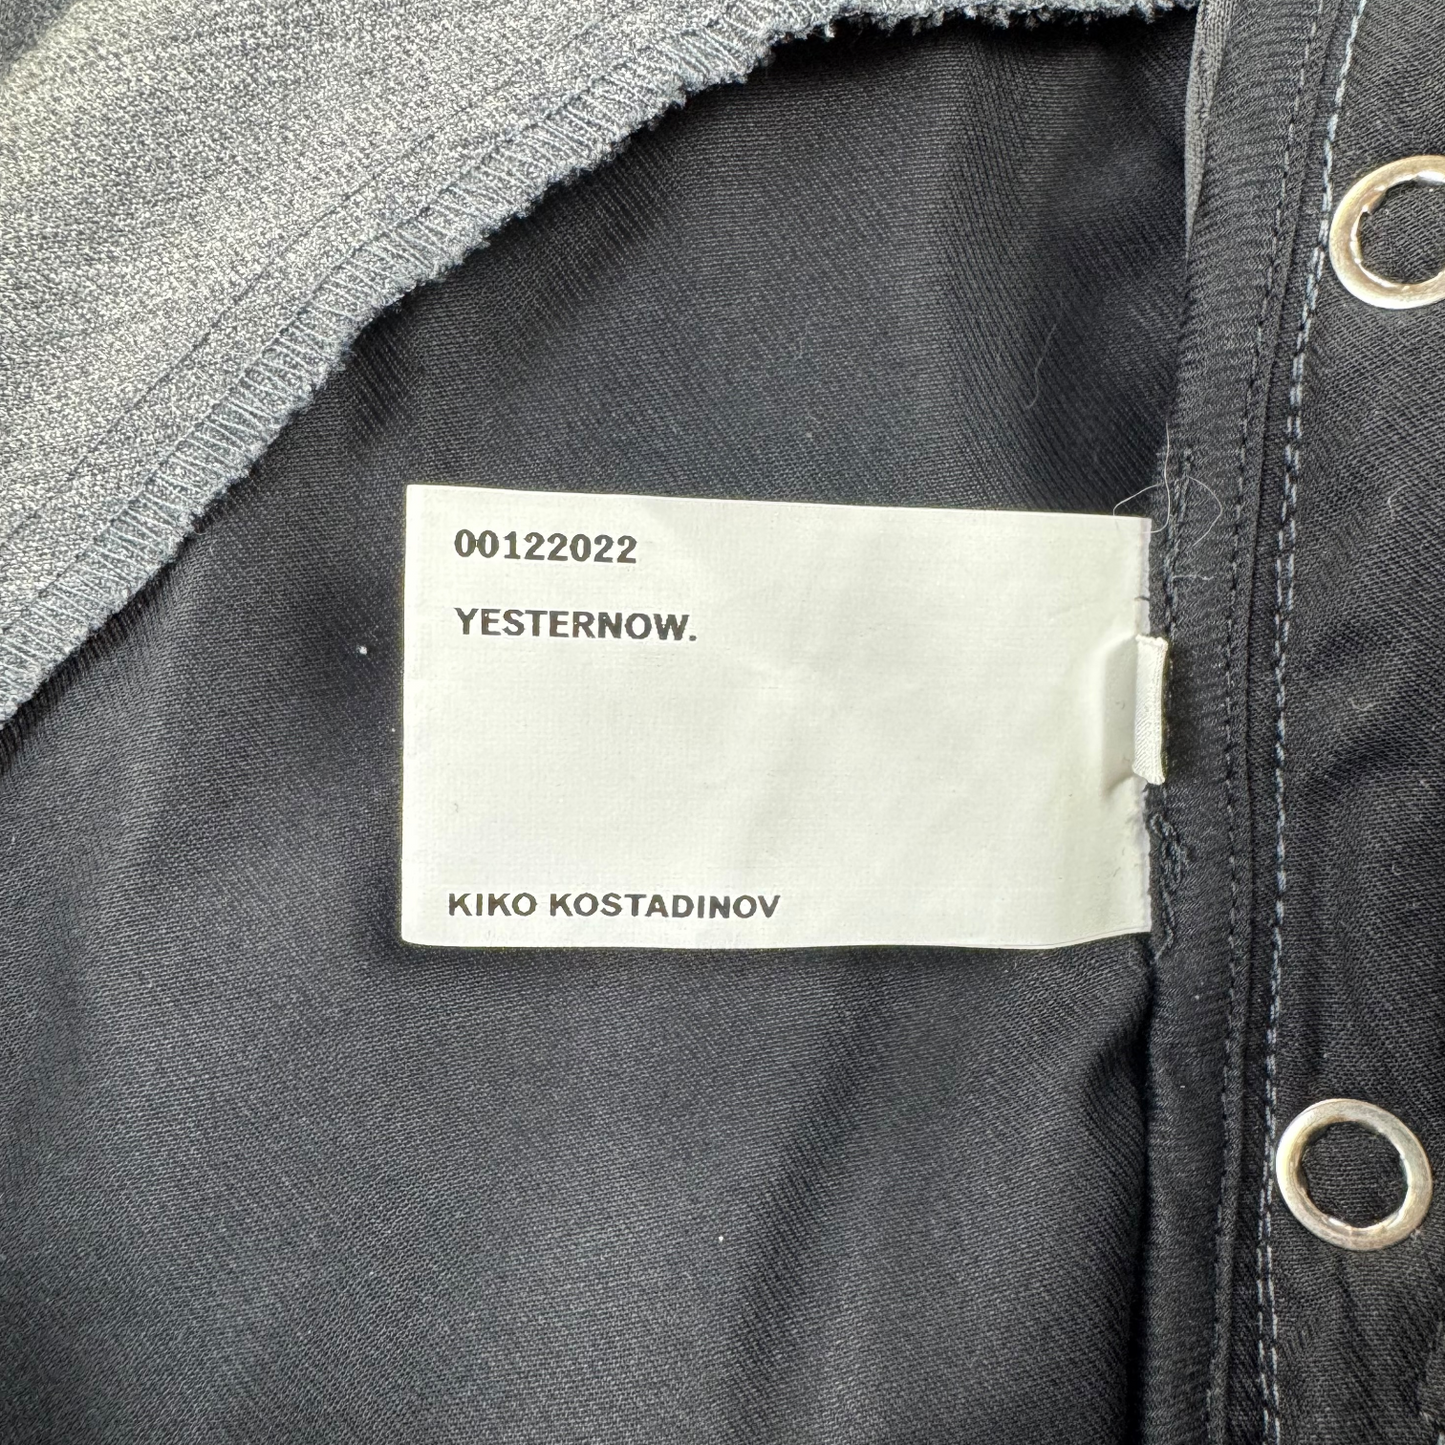 00122022
YESTERNOW.
KIKO KOSTADINOV